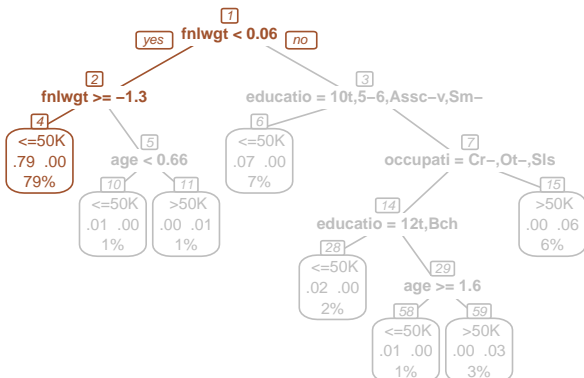 1
fnlwgt < 0.06
yes
no
2
fnlwgt >= −1.3
3
educatio = 10t,5−6,Assc−v,Sm−
4
<=50K
.79 .00
79%
5
age < 0.66
6
<=50K
.07 .00
7%
7
occupati = Cr−,Ot−,Sls
10
<=50K
.01 .00
1%
11
>50K
.00 .01
1%
14
educatio = 12t,Bch
15
>50K
.00 .06
6%
28
<=50K
.02 .00
2%
29
age >= 1.6
58
<=50K
.01 .00
1%
59
>50K
.00 .03
3%